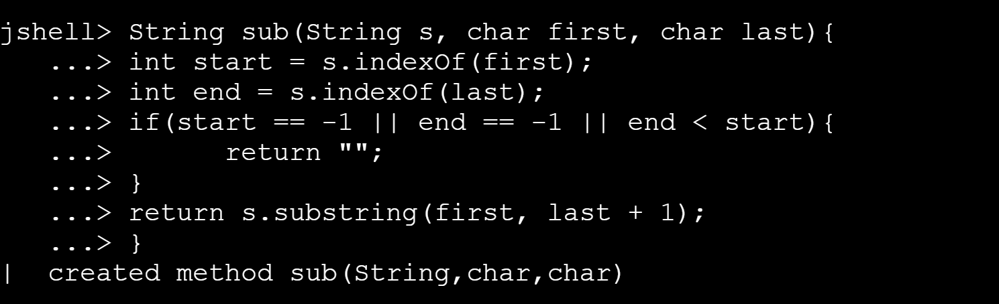 jshell> String sub(String s, char first, char last){
   ...> int start = s.indexOf(first);
   ...> int end = s.indexOf(last);
   ...> if(start == -1 || end == -1 || end < start){
   ...>       return "";
   ...> }
   ...> return s.substring(first, last + 1);
   ...> }
|  created method sub(String,char,char)